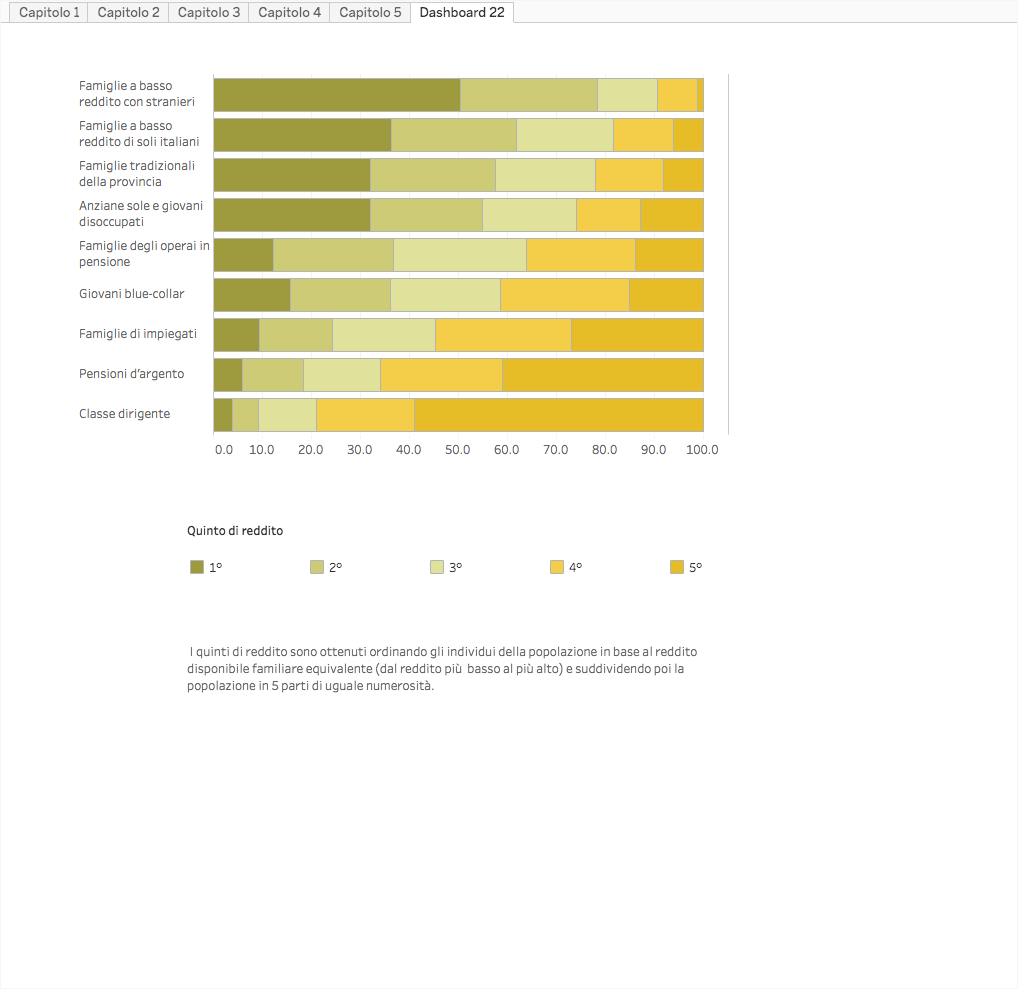 Capitolo 1 Capitolo 2 Capitolo 3 Capitolo 4 Capitolo 5 Dashboard 22
Famiglie a basso
reddito con stranieri
Famiglie a basso
reddito di soli italiani
Famiglie tradizionali
della provincia
Anziane sole e giovani
disoccupati
Famiglie degli operai in
pensione
Giovani blue-collar
Famiglie di impiegati
Pensioni d'argento
Classe dirigente
0.0 10.0 20.0 30.0 40.0 50.0 60.0 70.0 80.0 90.0 100.0
Quinto di reddito
1° 2° 3° 4° 5°
I quinti di reddito sono ottenuti ordinando gli individui della popolazione in base al reddito
disponibile familiare equivalente (dal reddito più basso al più alto) e suddividendo poi la
popolazione in 5 parti di uguale numerosità.